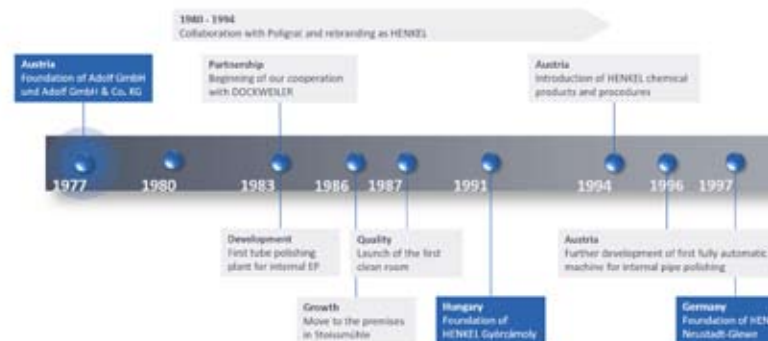 1980 - 1994
Collaboration with Poligrat and rebranding as HENKEL
Austria
Foundation of Adolf GmbH
und Adolf GmbH & Co. KG
Partnership
Beginning of our cooperation
with DOCKWEILER
Austria
Introduction of HENKEL chemical
products and procedures
1977
1980
1983
1986
1987
1991
1994
1996
1997
Development
First tube polishing
plant for internal EP
Quality
Launch of the first
clean room
Austria
Further development of first fully automatic
machine for internal pipe polishing
Growth
Move to the premises
in Stoissmühle
Hungary
Foundation of
HENKEL Győrzámoly
Germany
Foundation of HEN
Neustadt-Glewe